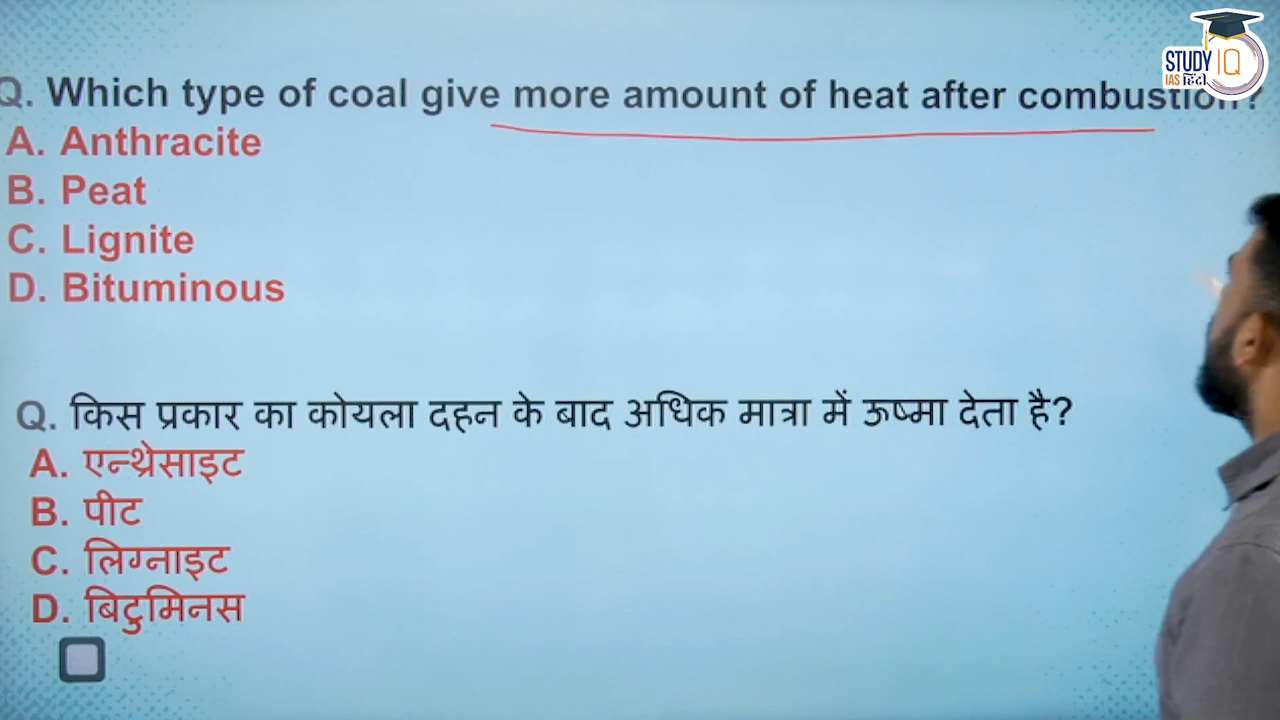 STUDY IQ
IAS हिंदी
Q. Which type of coal give more amount of heat after combustion?
A. Anthracite
B. Peat
C. Lignite
D. Bituminous
Q. किस प्रकार का कोयला दहन के बाद अधिक मात्रा में ऊष्मा देता है?
A. एन्थ्रेसाइट
B. पीट
C. लिग्नाइट
D. बिटुमिनस